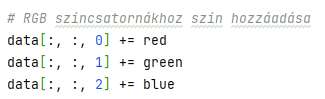 # RGB színcsatornákhoz szín hozzáadása
data[:, :, 0] += red
data[:, :, 1] += green
data[:, :, 2] += blue